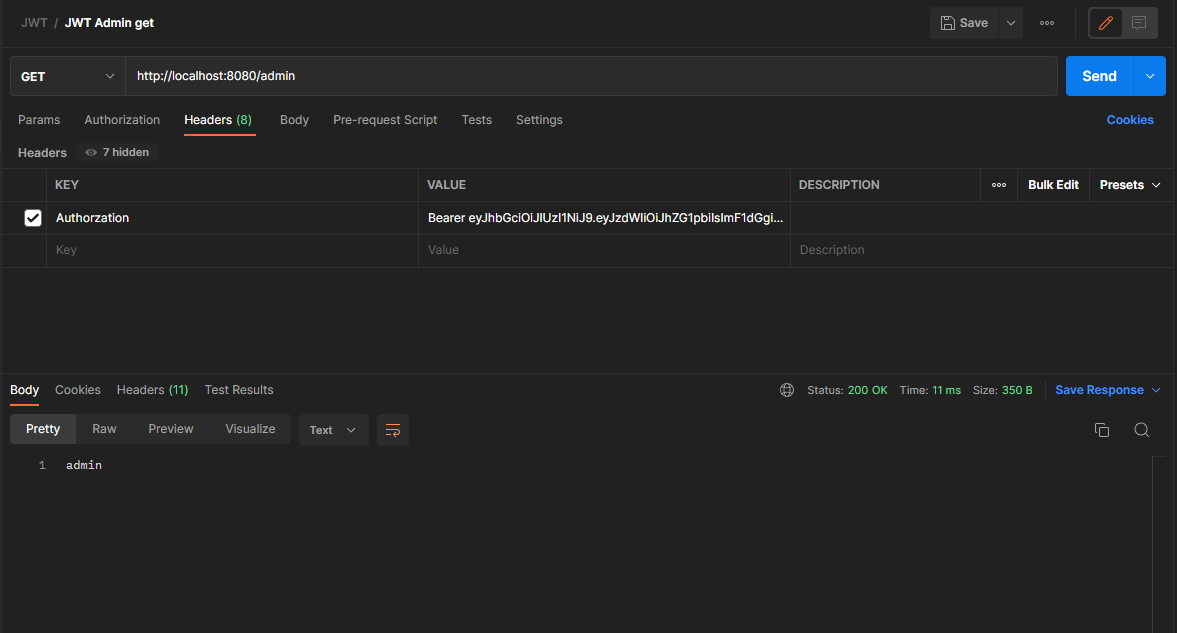 JWT / JWT Admin get
Save
GET http://localhost:8080/admin
Send
Params Authorization Headers (8) Body Pre-request Script Tests Settings Cookies
Headers 7 hidden
KEY VALUE DESCRIPTION Bulk Edit Presets
Authorzation Bearer eyJhbGciOiJIUzI1NiJ9.eyJzdWIiOiJhZG1pbiIsImF1dGgi...
Key Value Description
Body Cookies Headers (11) Test Results Status: 200 OK Time: 11 ms Size: 350 B Save Response
Pretty Raw Preview Visualize Text
1 admin